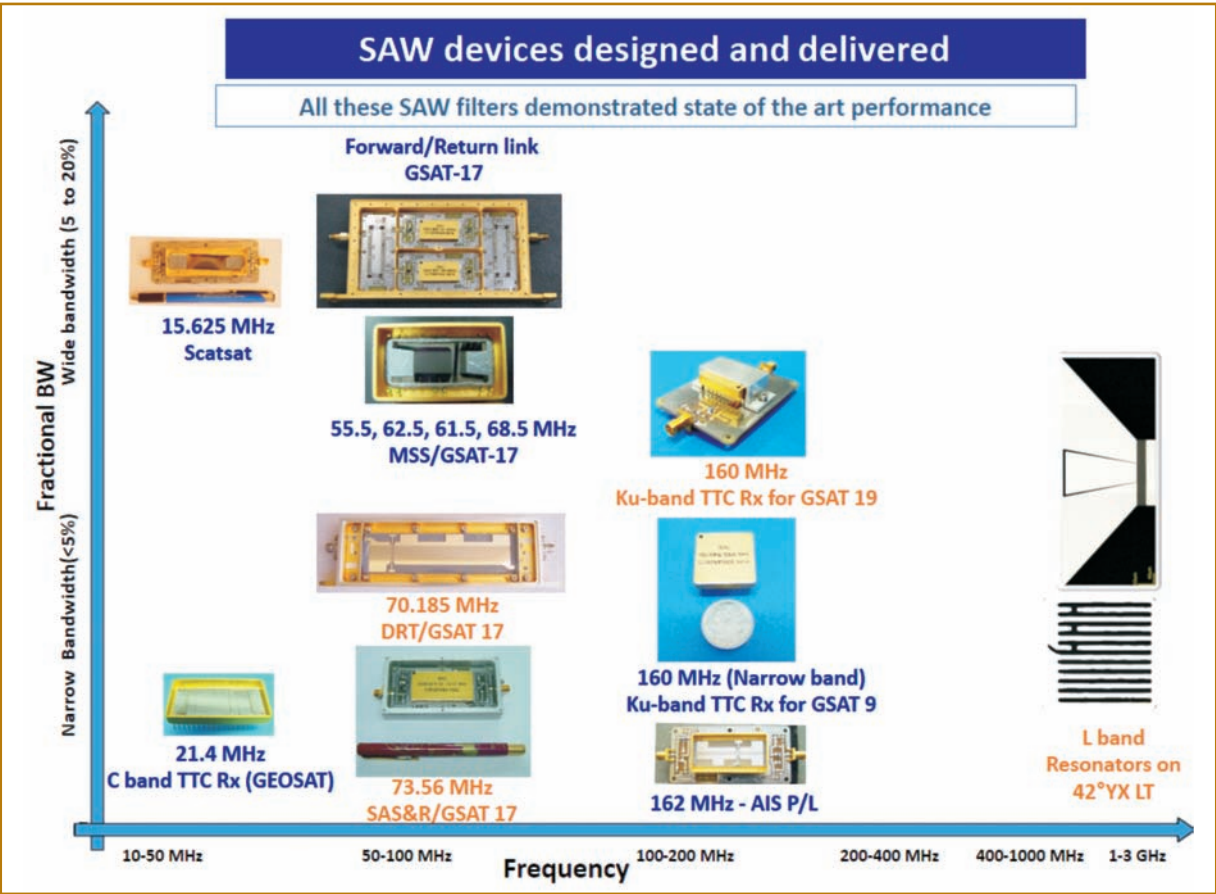 SAW devices designed and delivered
All these SAW filters demonstrated state of the art performance
Fractional BW
Wide bandwidth (5 to 20%)
Narrow Bandwidth(<5%)
Forward/Return link
GSAT-17
15.625 MHz
Scatsat
55.5, 62.5, 61.5, 68.5 MHz
MSS/GSAT-17
160 MHz
Ku-band TTC Rx for GSAT 19
70.185 MHz
DRT/GSAT 17
160 MHz (Narrow band)
Ku-band TTC Rx for GSAT 9
21.4 MHz
C band TTC Rx (GEOSAT)
73.56 MHz
SAS&R/GSAT 17
162 MHz - AIS P/L
L band
Resonators on
42°YX LT
10-50 MHz
50-100 MHz
100-200 MHz
200-400 MHz
400-1000 MHz
1-3 GHz
Frequency